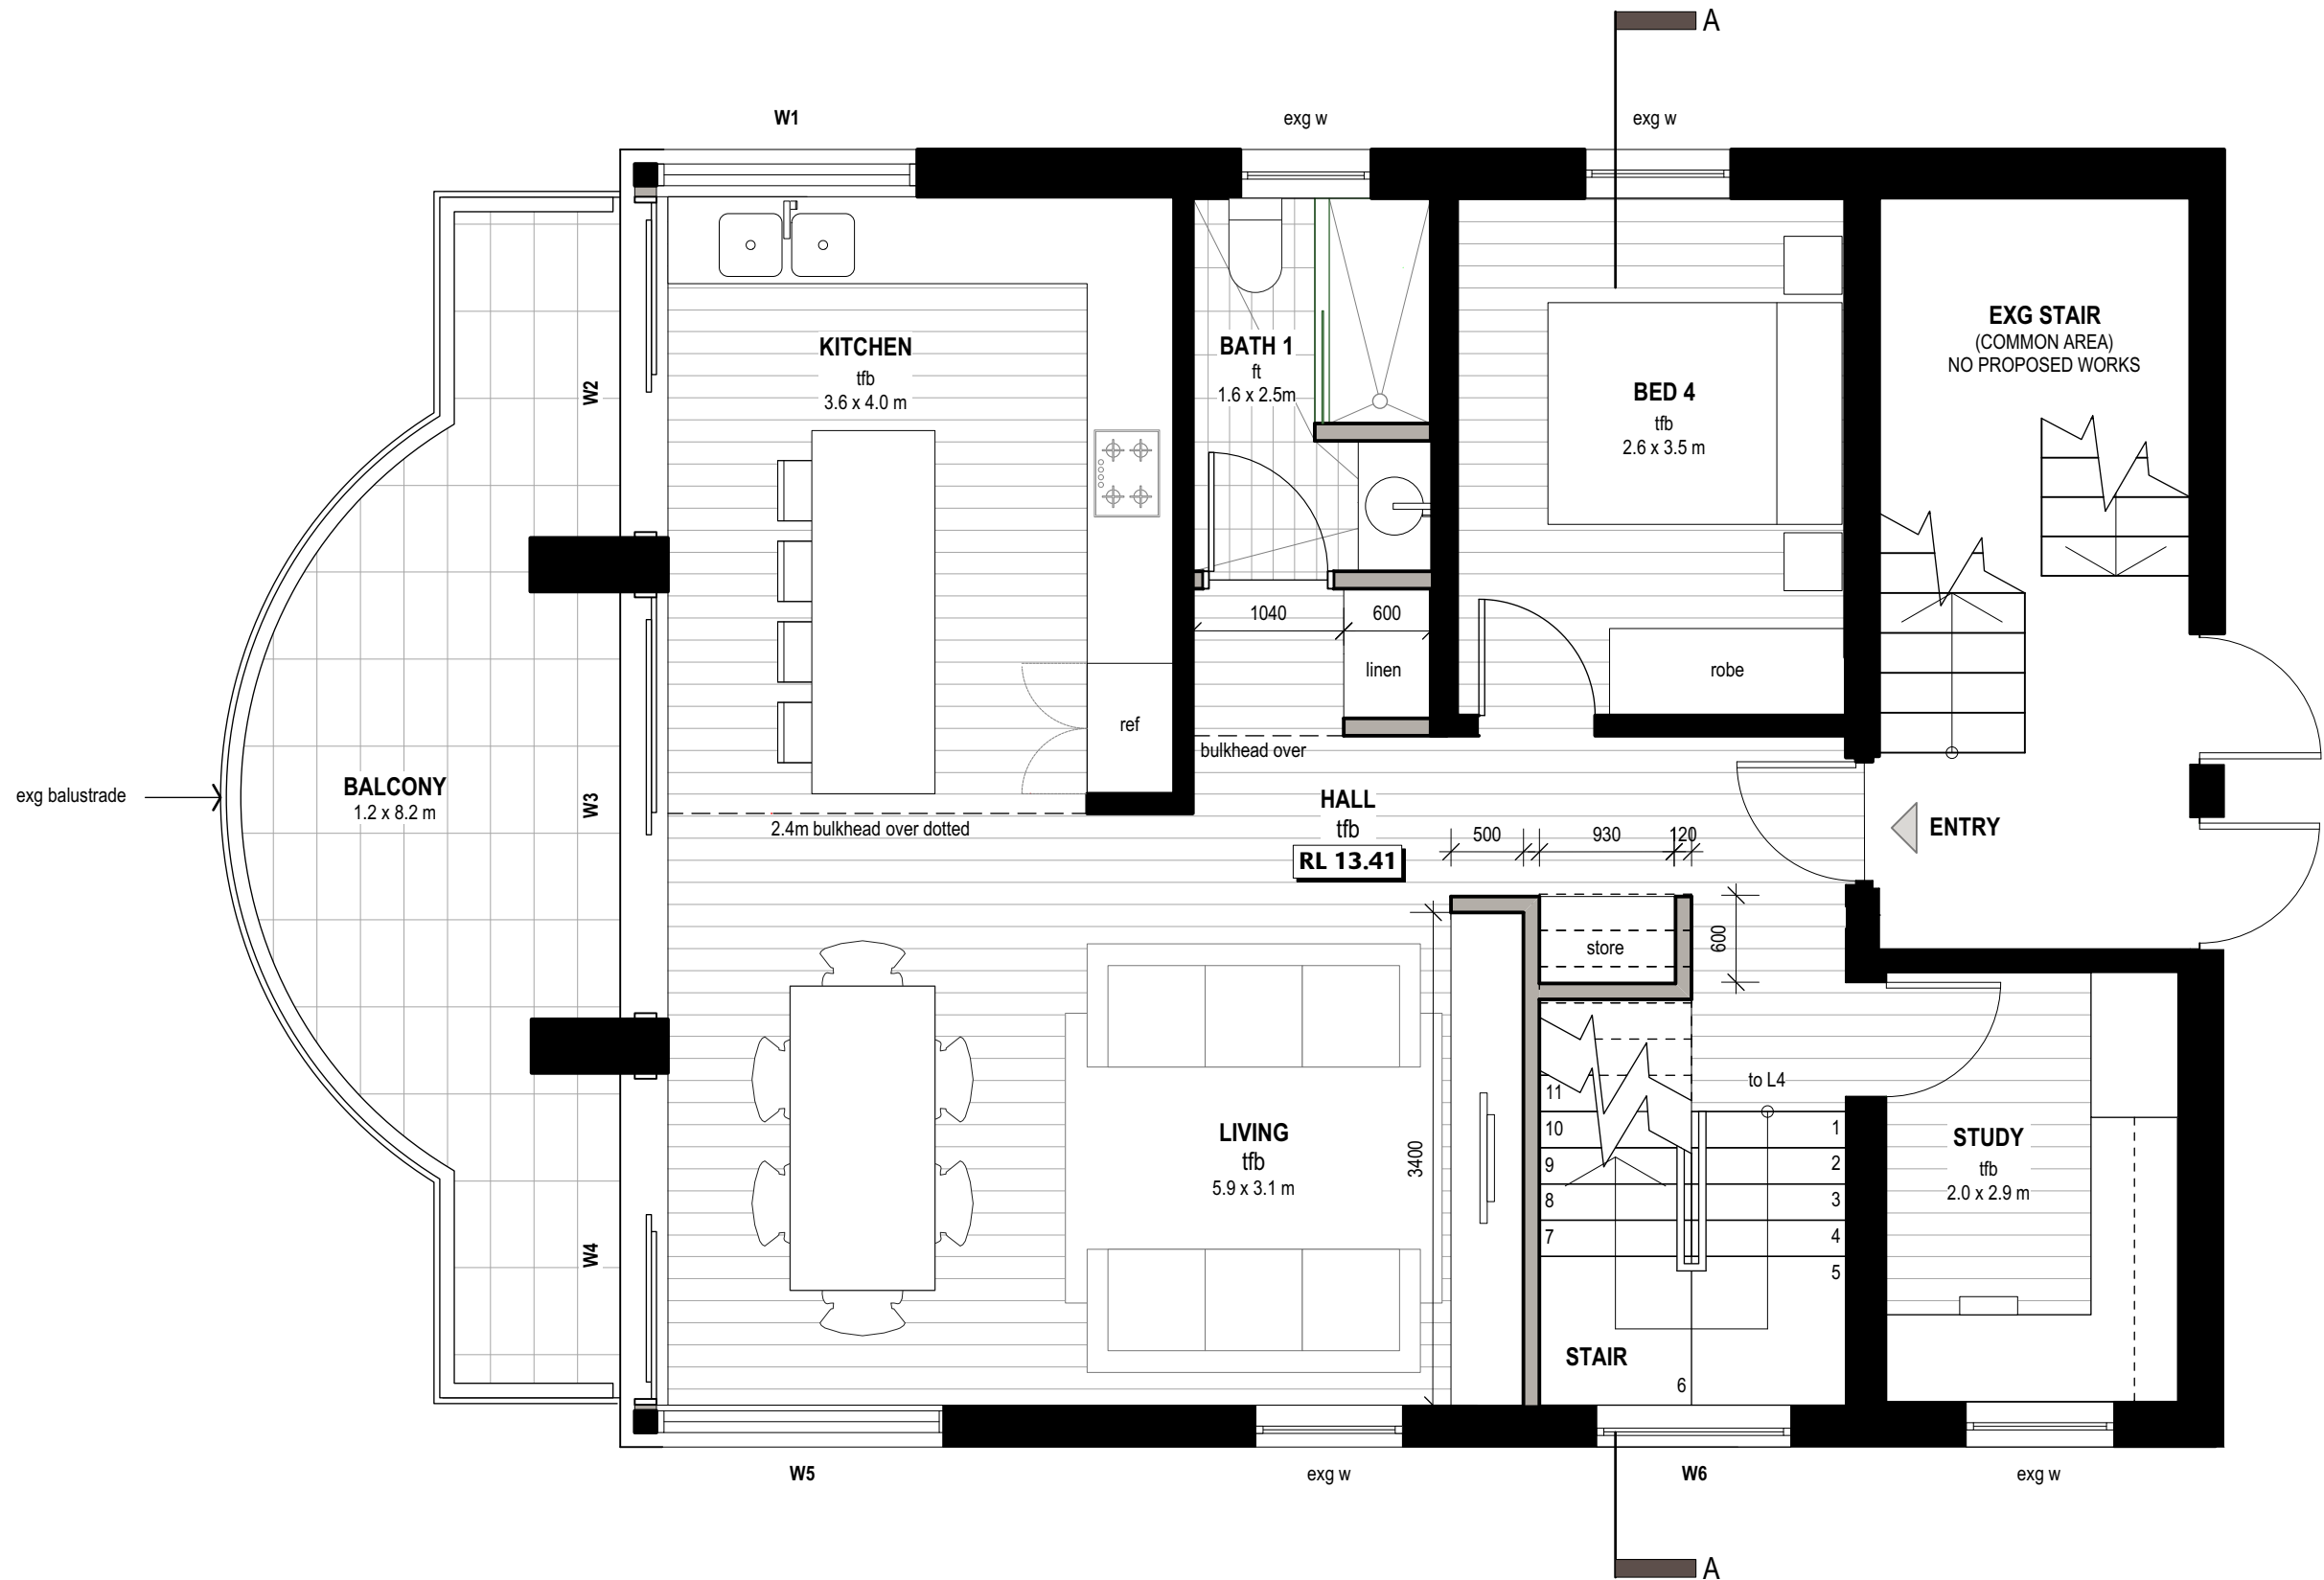 A
W1
exg w
exg w
KITCHEN
tfb
3.6 x 4.0 m
BATH 1
ft
1.6 x 2.5m
BED 4
tfb
2.6 x 3.5 m
EXG STAIR
(COMMON AREA)
NO PROPOSED WORKS
W2
1040
600
linen
robe
ref
bulkhead over
exg balustrade
BALCONY
1.2 x 8.2 m
W3
2.4m bulkhead over dotted
HALL
tfb
RL 13.41
500
930
120
ENTRY
store
600
to L4
11
10
9
8
7
1
2
3
4
5
6
LIVING
tfb
5.9 x 3.1 m
3400
STUDY
tfb
2.0 x 2.9 m
W4
STAIR
W5
exg w
W6
exg w
A